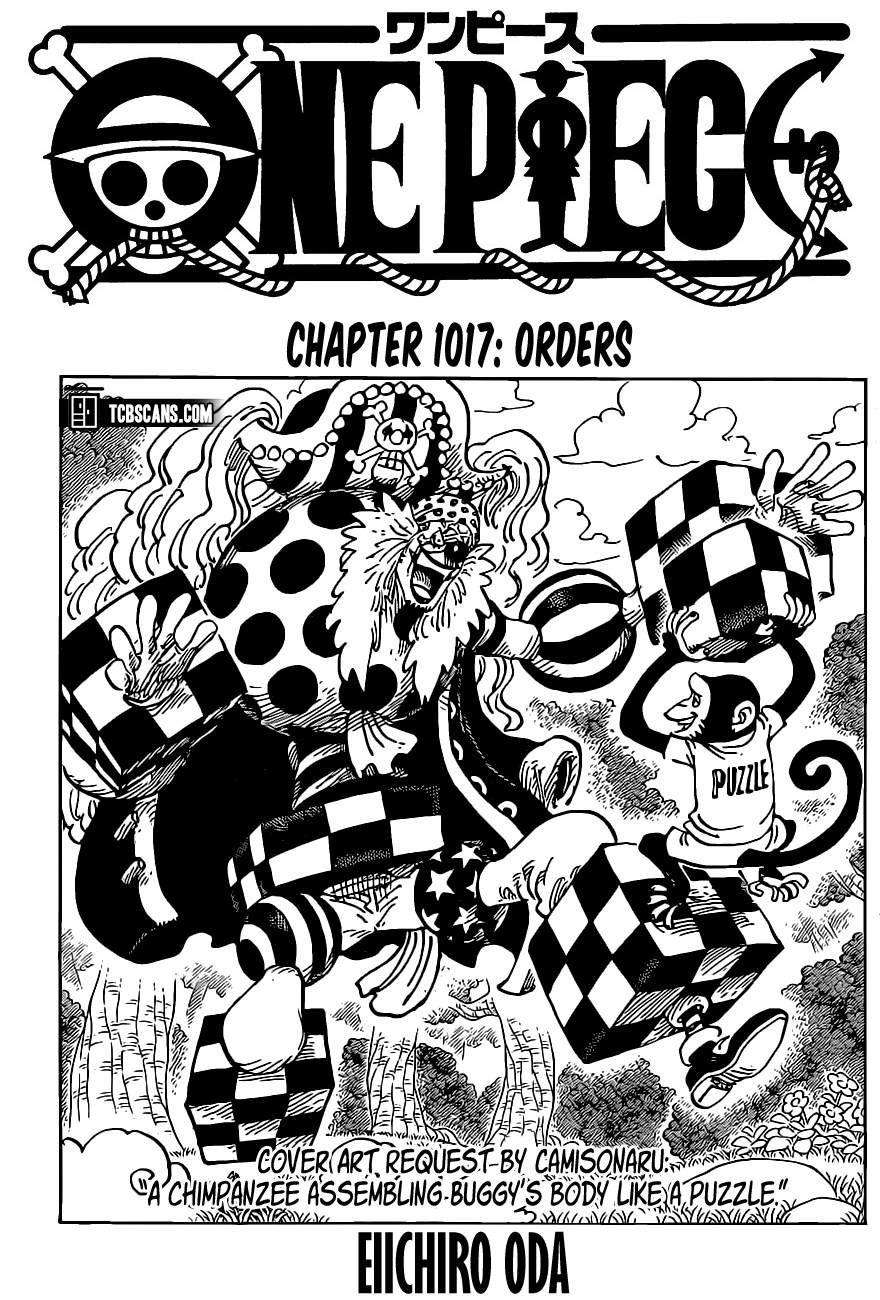 ワンピース
ONE PIECE
CHAPTER 1017: ORDERS
TCBSCANS.COM
PUZZLE
COVER ART REQUEST BY CAMISONARU:
"A CHIMPANZEE ASSEMBLING BUGGY'S BODY LIKE A PUZZLE."
EIICHIRO ODA